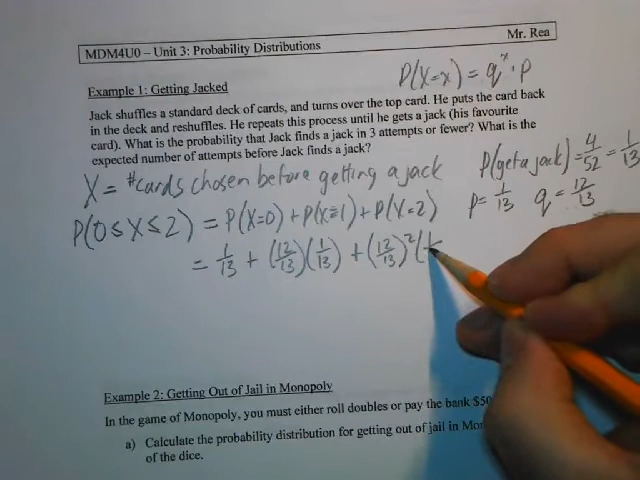 MDM4U0 – Unit 3: Probability Distributions Mr. Rea
P(X=x) = q^x · p
Example 1: Getting Jacked
Jack shuffles a standard deck of cards, and turns over the top card. He puts the card back
in the deck and reshuffles. He repeats this process until he gets a jack (his favourite
card). What is the probability that Jack finds a jack in 3 attempts or fewer? What is the
expected number of attempts before Jack finds a jack?
P(get a jack) = 4/52 = 1/13
X = # cards chosen before getting a jack
p = 1/13 q = 12/13
P(0 ≤ X ≤ 2) = P(X=0) + P(X=1) + P(X=2)
= 1/13 + (12/13)(1/13) + (12/13)^2 (
Example 2: Getting Out of Jail in Monopoly
In the game of Monopoly, you must either roll doubles or pay the bank $50
a) Calculate the probability distribution for getting out of jail in
of the dice.